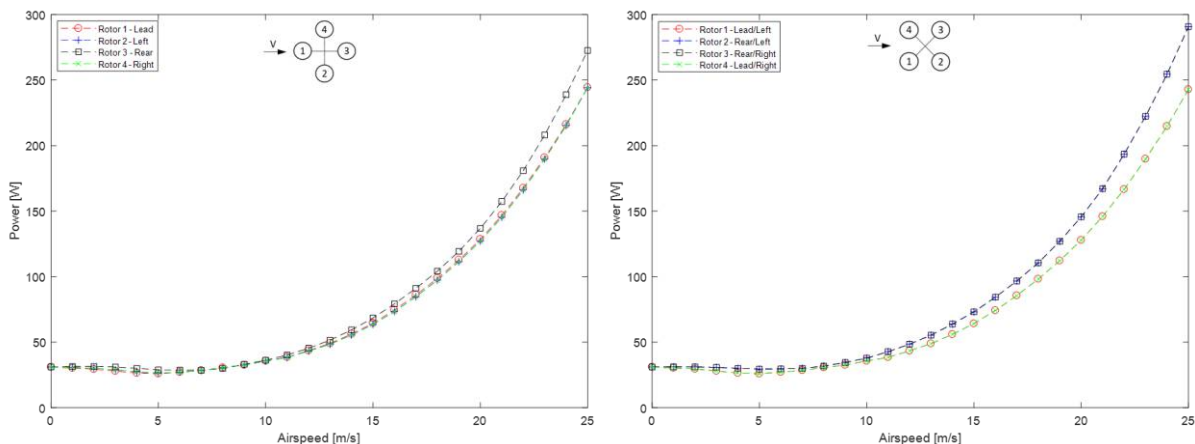 300
250
200
150
100
50
0
Power [W]
Rotor 1 - Lead
Rotor 2 - Left
Rotor 3 - Rear
Rotor 4 - Right
V
4
1
3
2
0 5 10 15 20 25
Airspeed [m/s]
300
250
200
150
100
50
0
Power [W]
Rotor 1 - Lead/Left
Rotor 2 - Rear/Left
Rotor 3 - Rear/Right
Rotor 4 - Lead/Right
V
4 3
1 2
0 5 10 15 20 25
Airspeed [m/s]